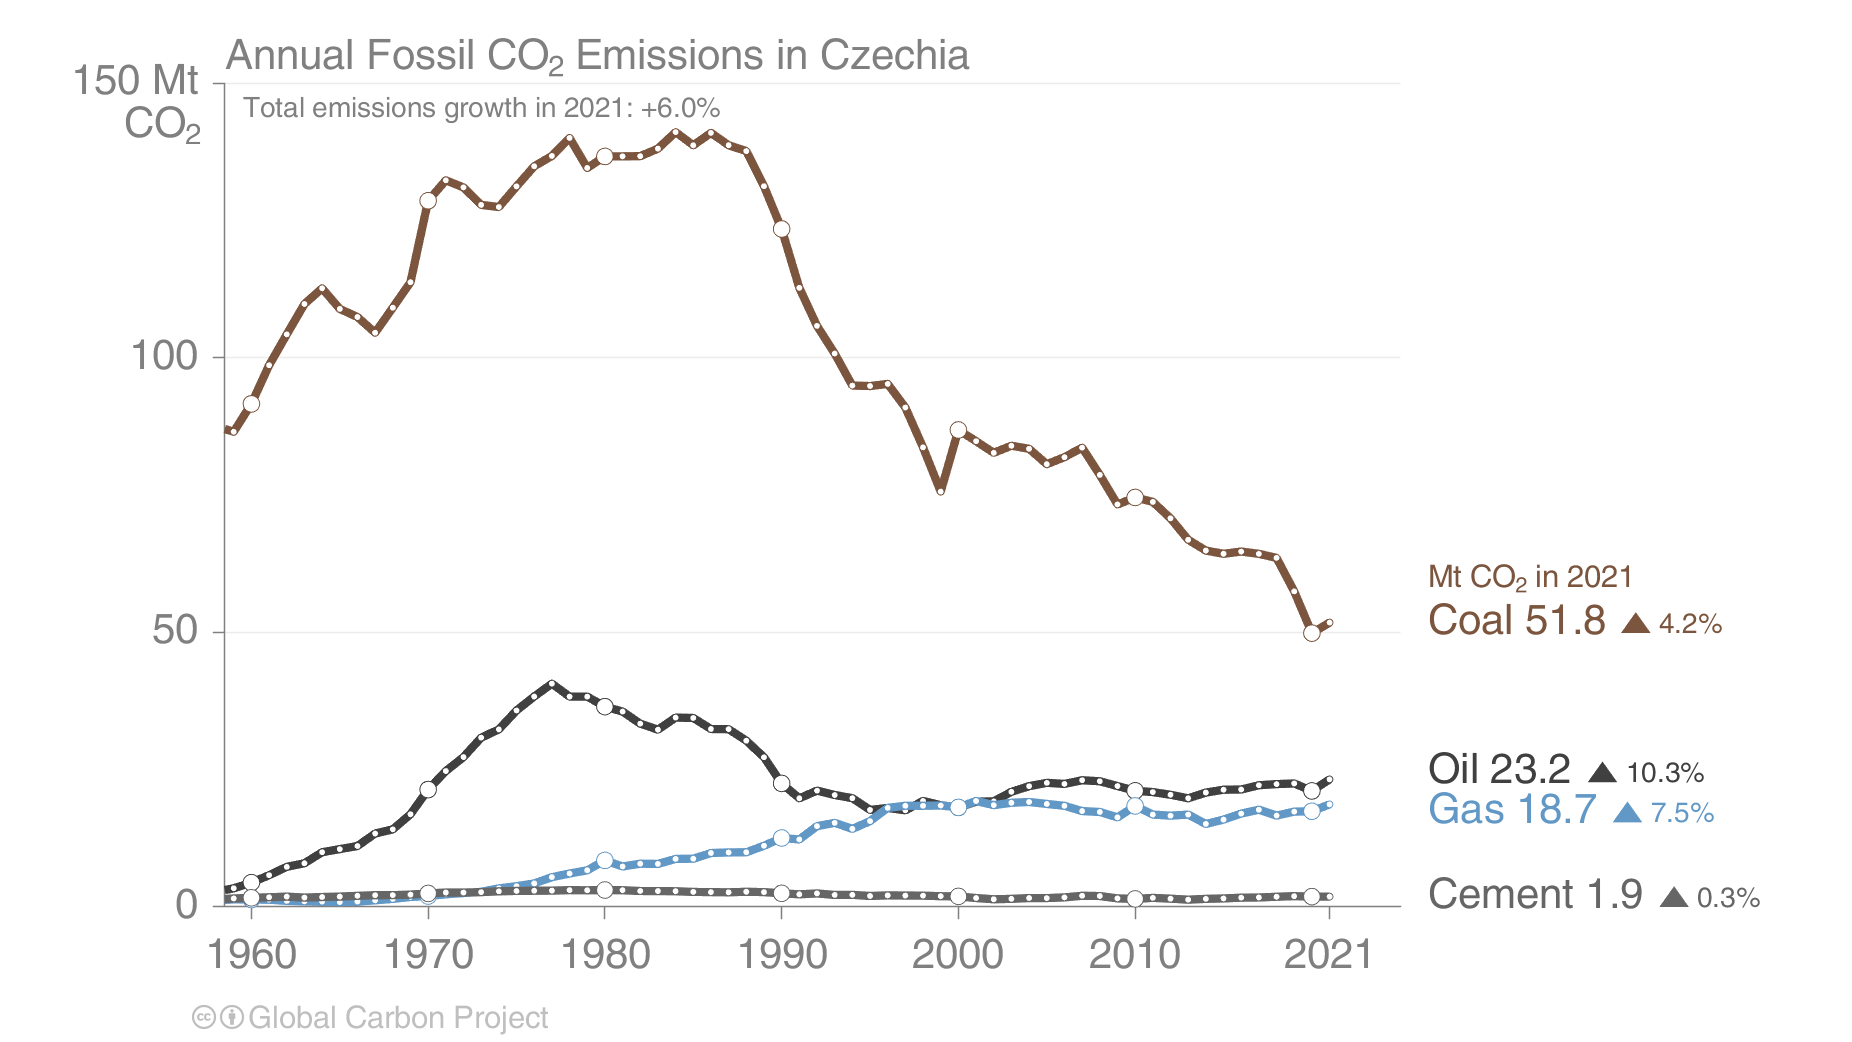 Annual Fossil CO₂ Emissions in Czechia
150 Mt
CO₂
Total emissions growth in 2021: +6.0%
100
50
0
Mt CO₂ in 2021
Coal 51.8 ▲ 4.2%
Oil 23.2 ▲ 10.3%
Gas 18.7 ▲ 7.5%
Cement 1.9 ▲ 0.3%
1960 1970 1980 1990 2000 2010 2021
cc Global Carbon Project